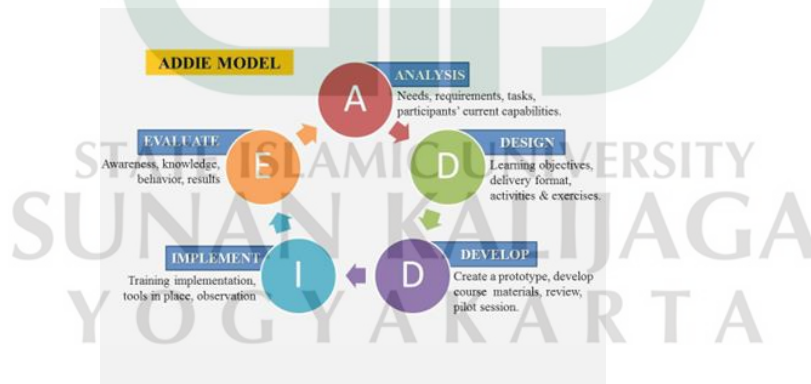 ADDIE MODEL
A
ANALYSIS
Needs, requirements, tasks,
participants' current capabilities.
D
DESIGN
Learning objectives,
delivery format,
activities & exercises.
D
DEVELOP
Create a prototype, develop
course materials, review,
pilot session.
I
IMPLEMENT
Training implementation,
tools in place, observation
E
EVALUATE
Awareness, knowledge,
behavior, results
STATE ISLAMIC UNIVERSITY
SUNAN KALIJAGA
YOGYAKARTA